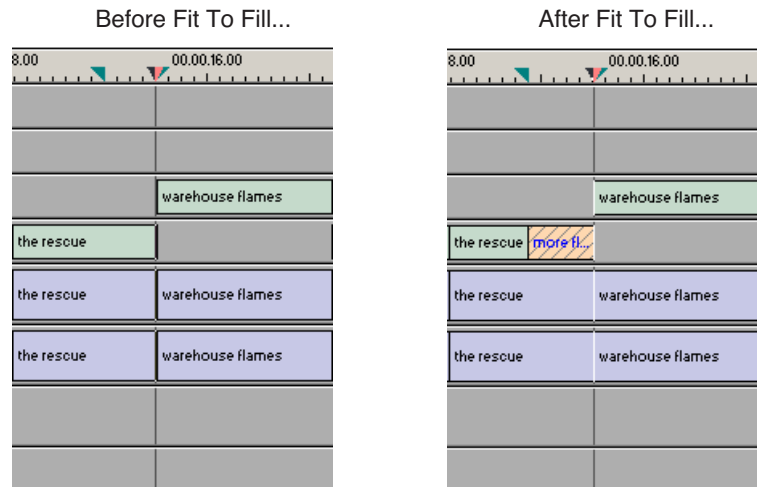 Before Fit To Fill...
After Fit To Fill...
8.00 00.00.16.00
warehouse flames
the rescue
the rescue warehouse flames
the rescue warehouse flames
8.00 00.00.16.00
warehouse flames
the rescue more fl...
the rescue warehouse flames
the rescue warehouse flames